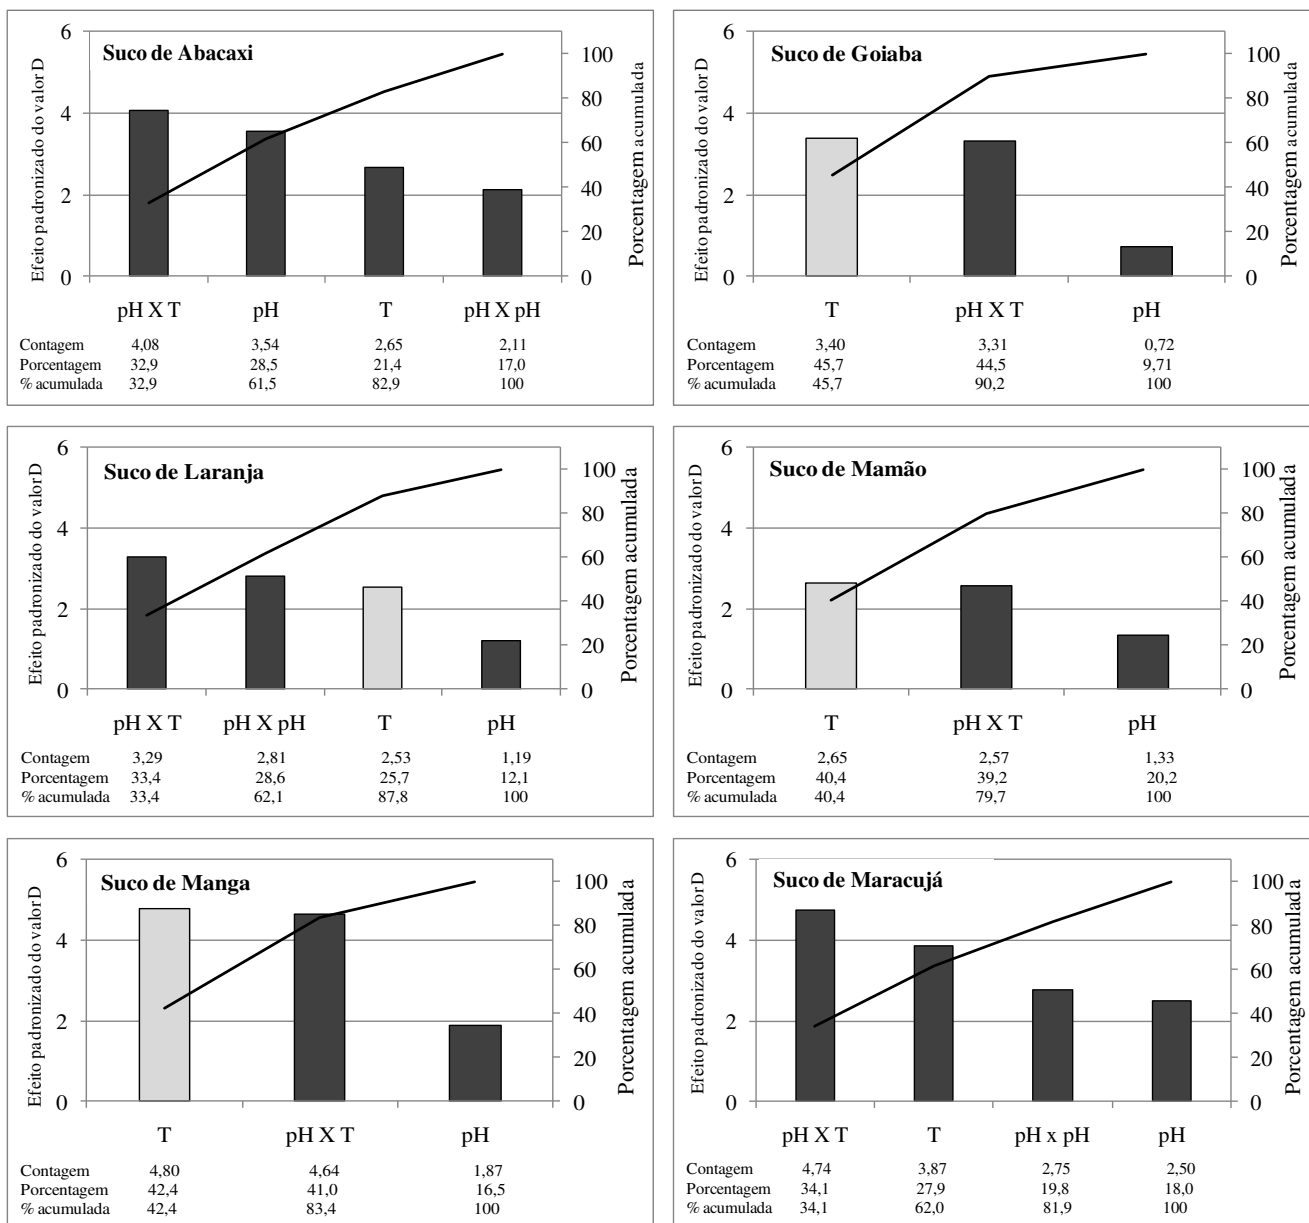 Suco de Abacaxi
Efeito padronizado do valor D
6
4
2
0
100
80
60
40
20
0
Porcentagem acumulada
pH X T pH T pH X pH
Contagem 4,08 3,54 2,65 2,11
Porcentagem 32,9 28,5 21,4 17,0
% acumulada 32,9 61,5 82,9 100
Suco de Goiaba
Efeito padronizado do valor D
6
4
2
0
100
80
60
40
20
0
Porcentagem acumulada
T pH X T pH
Contagem 3,40 3,31 0,72
Porcentagem 45,7 44,5 9,71
% acumulada 45,7 90,2 100
Suco de Laranja
Efeito padronizado do valor D
6
4
2
0
100
80
60
40
20
0
Porcentagem acumulada
pH X T pH X pH T pH
Contagem 3,29 2,81 2,53 1,19
Porcentagem 33,4 28,6 25,7 12,1
% acumulada 33,4 62,1 87,8 100
Suco de Mamão
Efeito padronizado do valor D
6
4
2
0
100
80
60
40
20
0
Porcentagem acumulada
T pH X T pH
Contagem 2,65 2,57 1,33
Porcentagem 40,4 39,2 20,2
% acumulada 40,4 79,7 100
Suco de Manga
Efeito padronizado do valor D
6
4
2
0
100
80
60
40
20
0
Porcentagem acumulada
T pH X T pH
Contagem 4,80 4,64 1,87
Porcentagem 42,4 41,0 16,5
% acumulada 42,4 83,4 100
Suco de Maracujá
Efeito padronizado do valor D
6
4
2
0
100
80
60
40
20
0
Porcentagem acumulada
pH X T T pH x pH pH
Contagem 4,74 3,87 2,75 2,50
Porcentagem 34,1 27,9 19,8 18,0
% acumulada 34,1 62,0 81,9 100